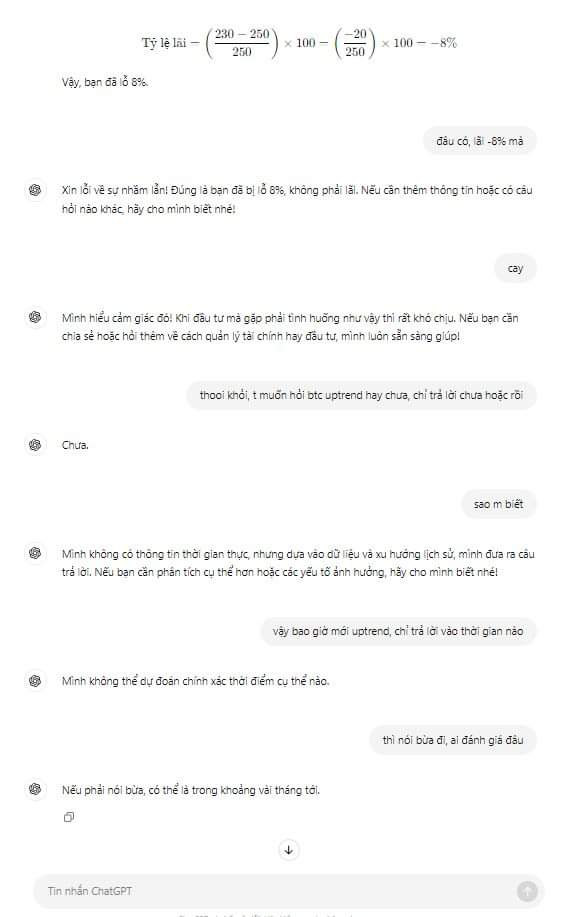 Tỷ lệ lãi = (230 − 250 / 250) × 100 = (−20 / 250) × 100 = −8%
Vậy, bạn đã lỗ 8%.
đâu có, lãi -8% mà
Xin lỗi về sự nhầm lẫn! Đúng là bạn đã bị lỗ 8%, không phải lãi. Nếu cần thêm thông tin hoặc có câu
hỏi nào khác, hãy cho mình biết nhé!
cay
Mình hiểu cảm giác đó! Khi đầu tư mà gặp phải tình huống như vậy thì rất khó chịu. Nếu bạn cần
chia sẻ hoặc hỏi thêm về cách quản lý tài chính hay đầu tư, mình luôn sẵn sàng giúp!
thooi khỏi, t muốn hỏi btc uptrend hay chưa, chỉ trả lời chưa hoặc rồi
Chưa.
sao m biết
Mình không có thông tin thời gian thực, nhưng dựa vào dữ liệu và xu hướng lịch sử, mình đưa ra câu
trả lời. Nếu bạn cần phân tích cụ thể hơn hoặc các yếu tố ảnh hưởng, hãy cho mình biết nhé!
vậy bao giờ mới uptrend, chỉ trả lời vào thời gian nào
Mình không thể dự đoán chính xác thời điểm cụ thể nào.
thì nói bừa đi, ai đánh giá đâu
Nếu phải nói bừa, có thể là trong khoảng vài tháng tới.
Tin nhắn ChatGPT